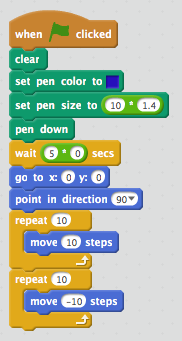 when clicked
clear
set pen color to
set pen size to 10 * 1.4
pen down
wait 5 * 0 secs
go to x: 0 y: 0
point in direction 90
repeat 10
move 10 steps
repeat 10
move -10 steps